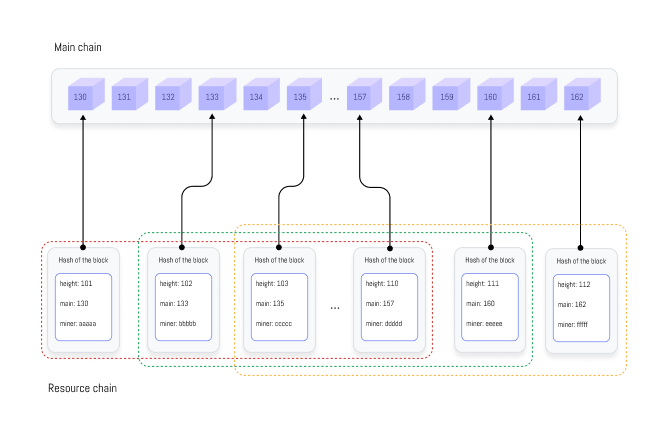 Main chain
130 131 132 133 134 135 ... 157 158 159 160 161 162
Hash of the block
height: 101
main: 130
miner: aaaaa
Hash of the block
height: 102
main: 133
miner: bbbbb
Hash of the block
height: 103
main: 135
miner: ccccc
...
Hash of the block
height: 110
main: 157
miner: ddddd
Hash of the block
height: 111
main: 160
miner: eeeee
Hash of the block
height: 112
main: 162
miner: fffff
Resource chain